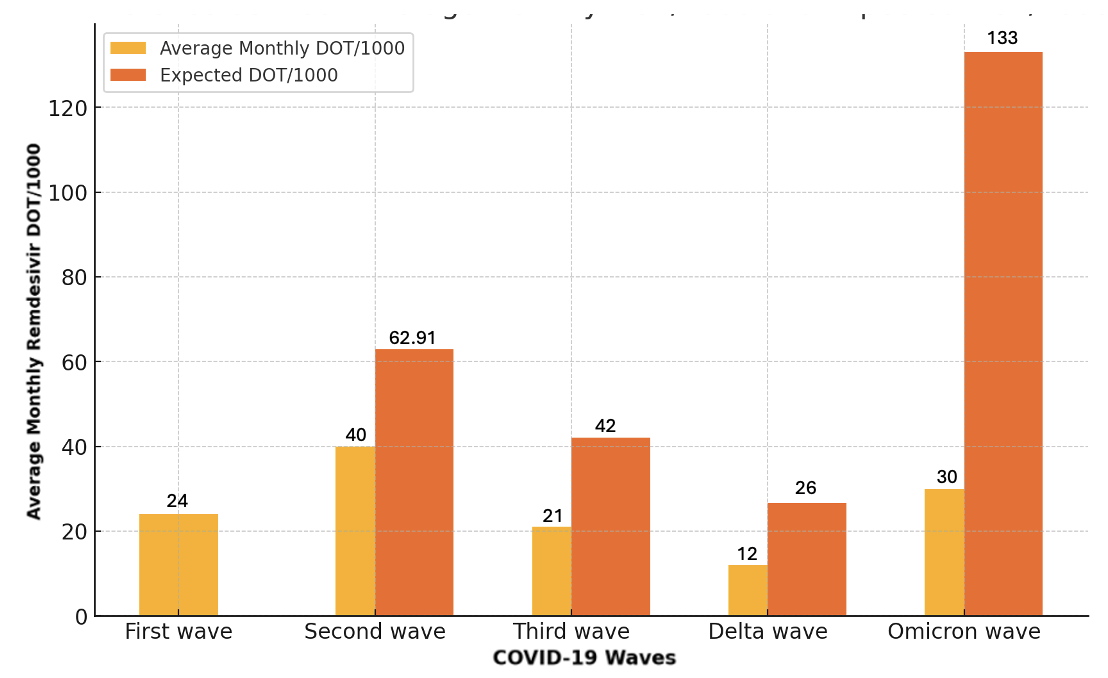 Average Monthly DOT/1000
Expected DOT/1000
133
120
100
80
60
40
20
0
Average Monthly Remdesivir DOT/1000
24
40
62.91
21
42
12
26
30
First wave
Second wave
Third wave
Delta wave
Omicron wave
COVID-19 Waves